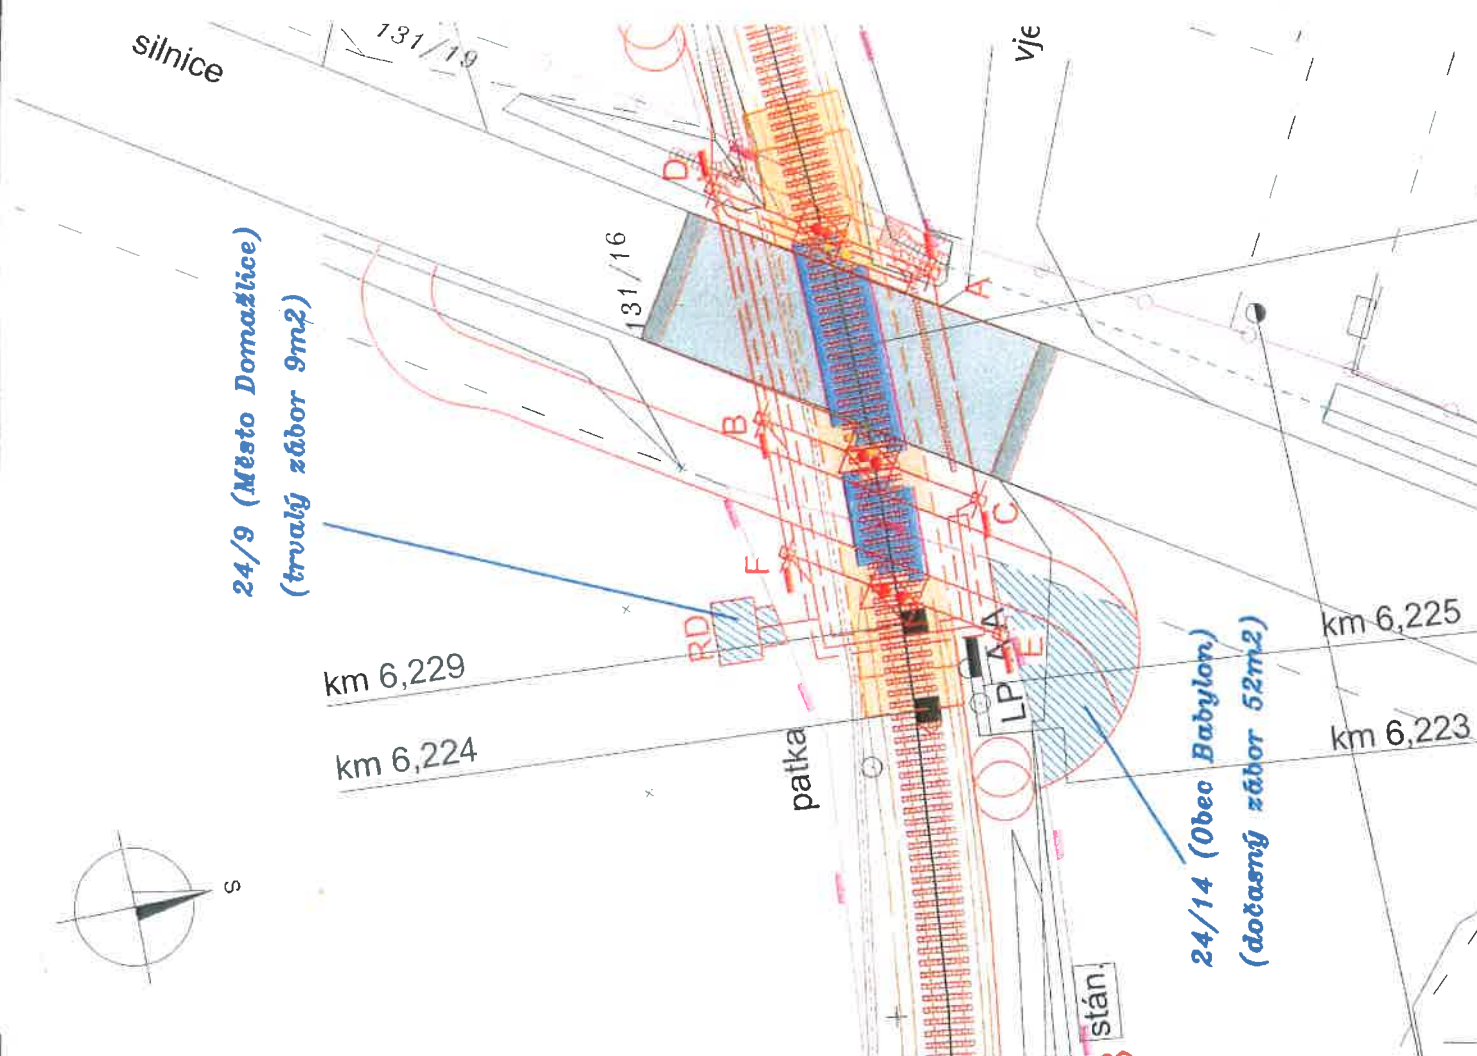 silnice
131/19
vje
D
131/16
A
24/9 (Město Domažlice)
(trvalý zábor 9m2)
B
C
F
RD
E
LP
AA
km 6,229
km 6,225
km 6,224
km 6,223
patka
24/14 (Obec Babylon)
(dočasný zábor 52m2)
S
stán.